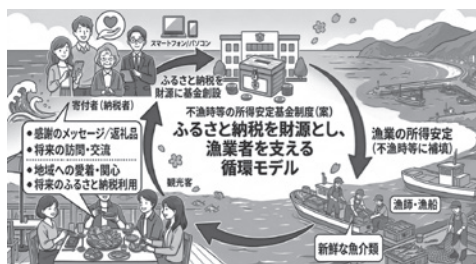 スマートフォン/パソコン
ふるさと納税を
財源に基金創設
寄付者(納税者)
不漁時等の所得安定基金制度(案)
ふるさと納税を財源とし、
漁業者を支える
循環モデル
●感謝のメッセージ/返礼品
●将来の訪問・交流
●地域への愛着・関心
●将来のふるさと納税利用
観光客
漁業の所得安定
(不漁時に補填)
漁師・漁船
新鮮な魚介類